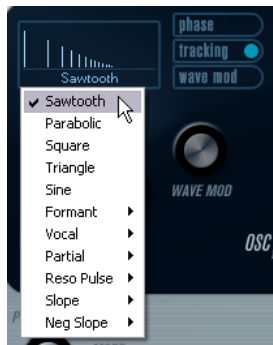 phase
tracking
wave mod
Sawtooth
✓ Sawtooth
Parabolic
Square
Triangle
Sine
Formant
Vocal
Partial
Reso Pulse
Slope
Neg Slope
WAVE MOD
OSC
P